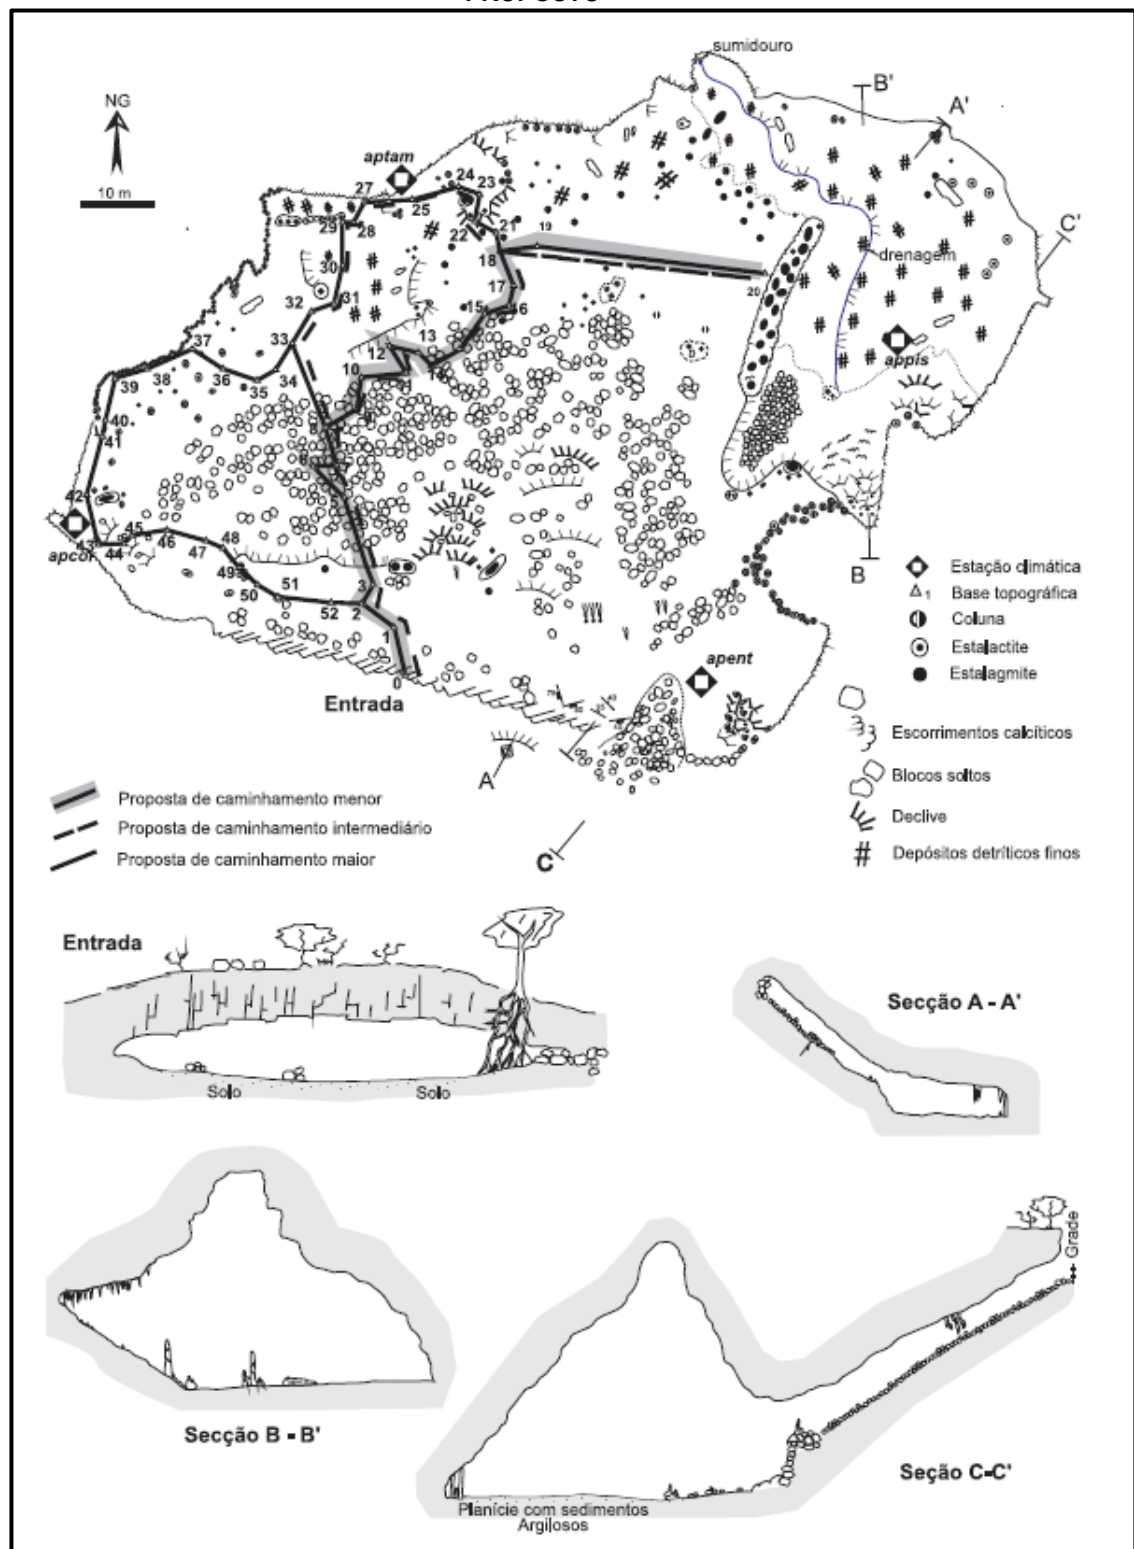 sumidouro
NG
10 m
B'
A'
aptam
C'
27
24
23
25
29
28
22
21
19
18
drenagem
30
20
17
32
31
15
16
37
33
13
12
appis
38
36
10
39
35
34
40
41
42
B
45
46
43
44
47
48
apcor
49
50
51
3
52
2
1
apent
0
Entrada
A
C
Estação climática
1 Base topográfica
Coluna
Estalactite
Estalagmite
Escorrimentos calcíticos
Blocos soltos
Declive
Depósitos detríticos finos
Proposta de caminhamento menor
Proposta de caminhamento intermediário
Proposta de caminhamento maior
Entrada
Solo
Solo
Secção A - A'
Secção B - B'
Grade
Seção C-C'
Planície com sedimentos
Argilosos